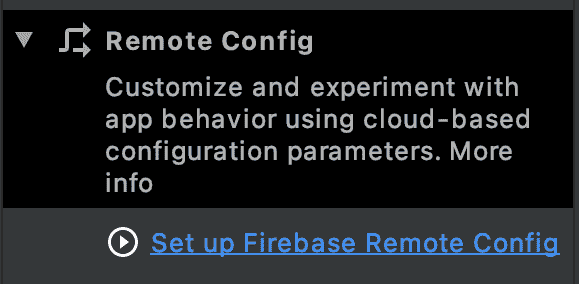 Remote Config
Customize and experiment with
app behavior using cloud-based
configuration parameters. More
info
Set up Firebase Remote Config